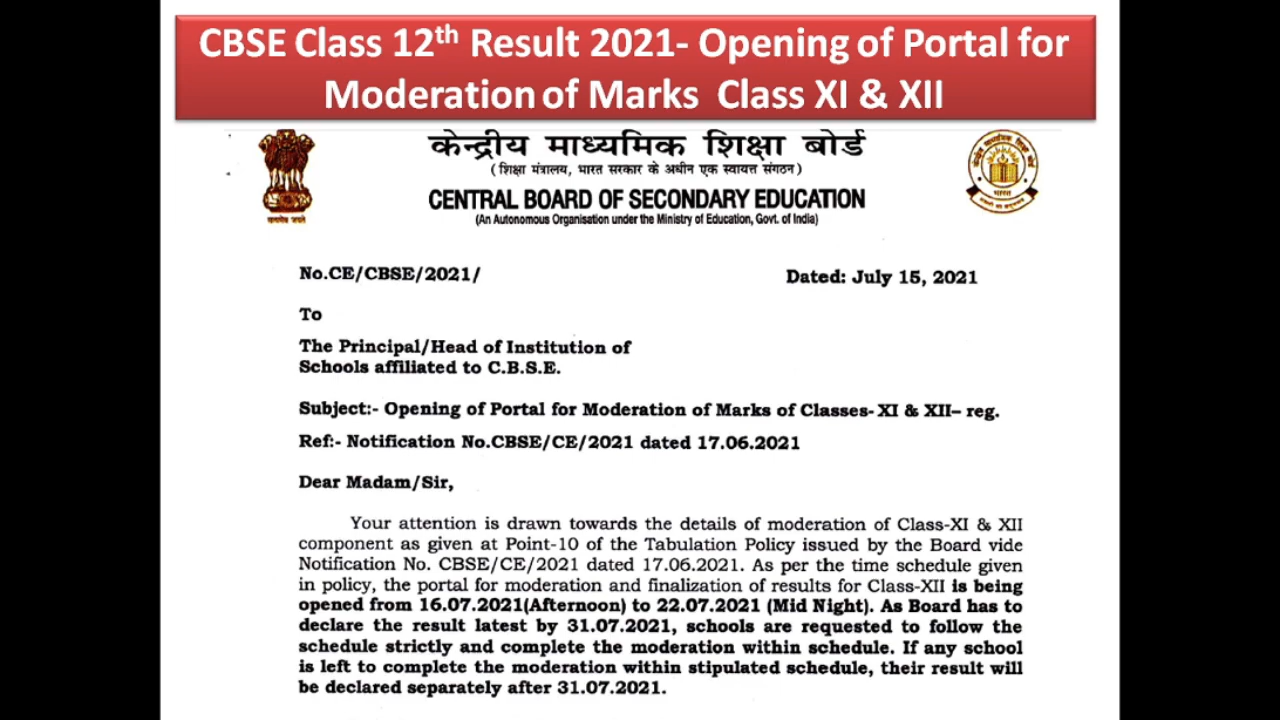 CBSE Class 12th Result 2021- Opening of Portal for
Moderation of Marks Class XI & XII
केन्द्रीय माध्यमिक शिक्षा बोर्ड
(शिक्षा मंत्रालय, भारत सरकार के अधीन एक स्वायत्त संगठन)
CENTRAL BOARD OF SECONDARY EDUCATION
(An Autonomous Organisation under the Ministry of Education, Govt. of India)
सत्यमेव जयते
भारत
No.CE/CBSE/2021/
Dated: July 15, 2021
To
The Principal/Head of Institution of
Schools affiliated to C.B.S.E.
Subject:- Opening of Portal for Moderation of Marks of Classes- XI & XII– reg.
Ref:- Notification No.CBSE/CE/2021 dated 17.06.2021
Dear Madam/Sir,
Your attention is drawn towards the details of moderation of Class-XI & XII
component as given at Point-10 of the Tabulation Policy issued by the Board vide
Notification No. CBSE/CE/2021 dated 17.06.2021. As per the time schedule given
in policy, the portal for moderation and finalization of results for Class-XII is being
opened from 16.07.2021(Afternoon) to 22.07.2021 (Mid Night). As Board has to
declare the result latest by 31.07.2021, schools are requested to follow the
schedule strictly and complete the moderation within schedule. If any school
is left to complete the moderation within stipulated schedule, their result will
be declared separately after 31.07.2021.